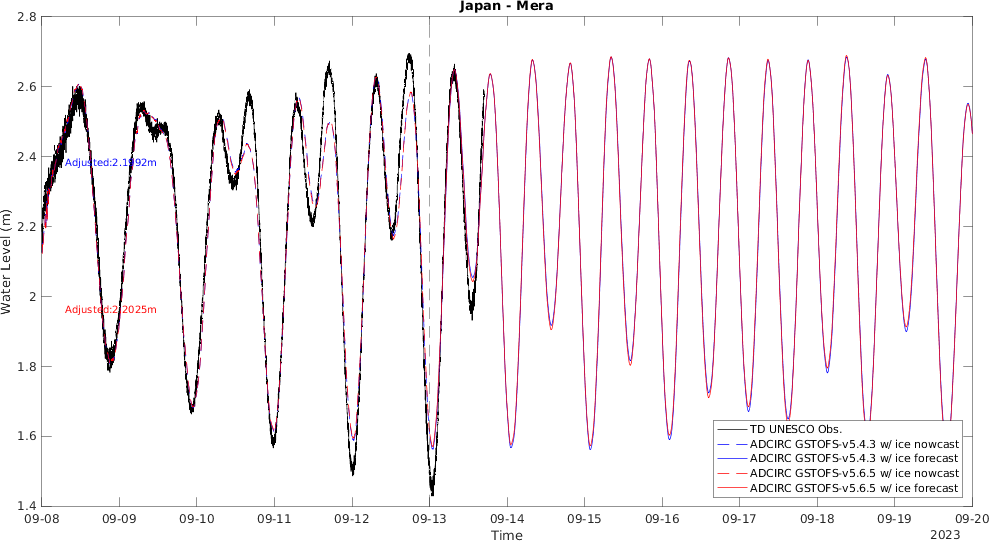 Japan - Mera
2.8
2.6
2.4
2.2
2
1.8
1.6
1.4
Water Level (m)
Adjusted:2.1992m
Adjusted:2.2025m
TD UNESCO Obs.
ADCIRC GSTOFS-v5.4.3 w/ ice nowcast
ADCIRC GSTOFS-v5.4.3 w/ ice forecast
ADCIRC GSTOFS-v5.6.5 w/ ice nowcast
ADCIRC GSTOFS-v5.6.5 w/ ice forecast
09-08 09-09 09-10 09-11 09-12 09-13 09-14 09-15 09-16 09-17 09-18 09-19 09-20
Time
2023